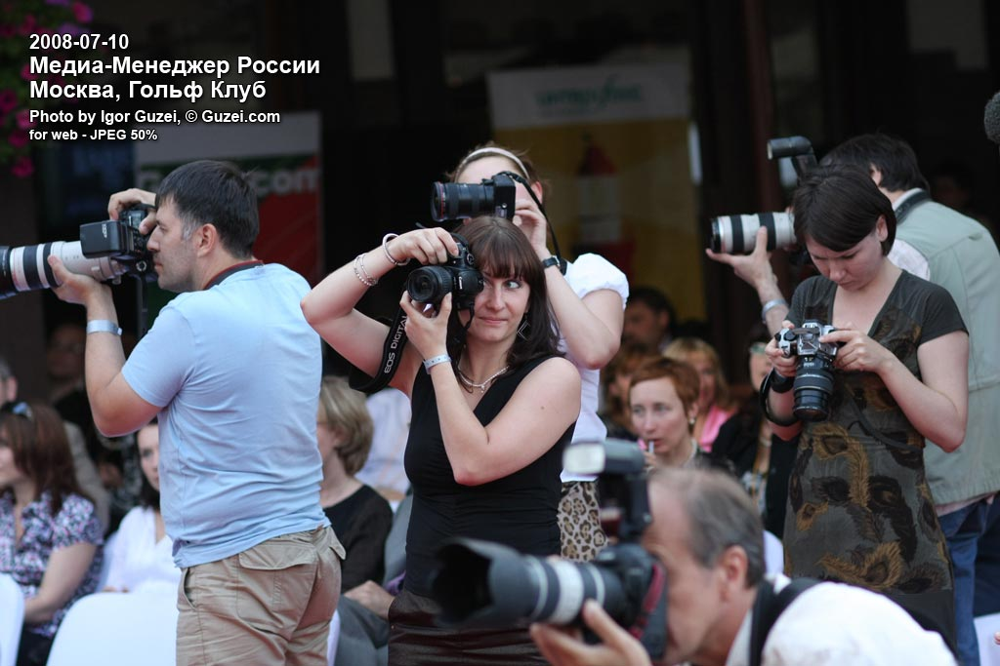 2008-07-10
Медиа-Менеджер России
Москва, Гольф Клуб
Photo by Igor Guzei, © Guzei.com
for web - JPEG 50%
.com
EOS DIGITAL